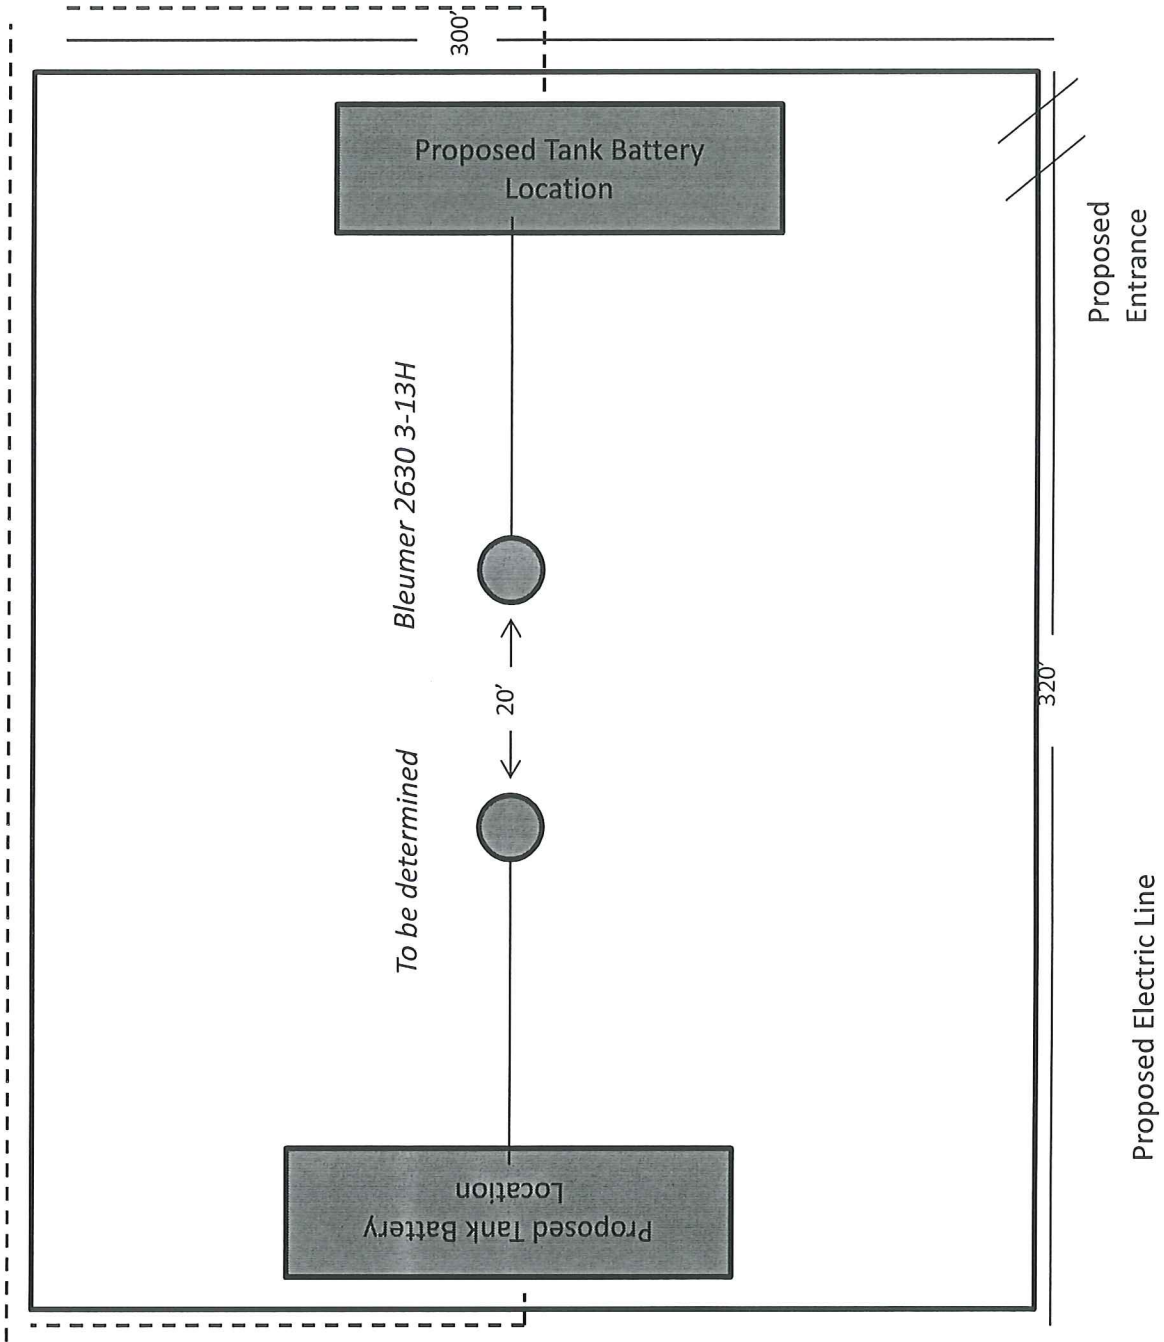 300'
Proposed Tank Battery
Location
Proposed
Entrance
Bleumer 2630 3-13H
20'
320'
To be determined
Proposed Tank Battery
Location
Proposed Electric Line